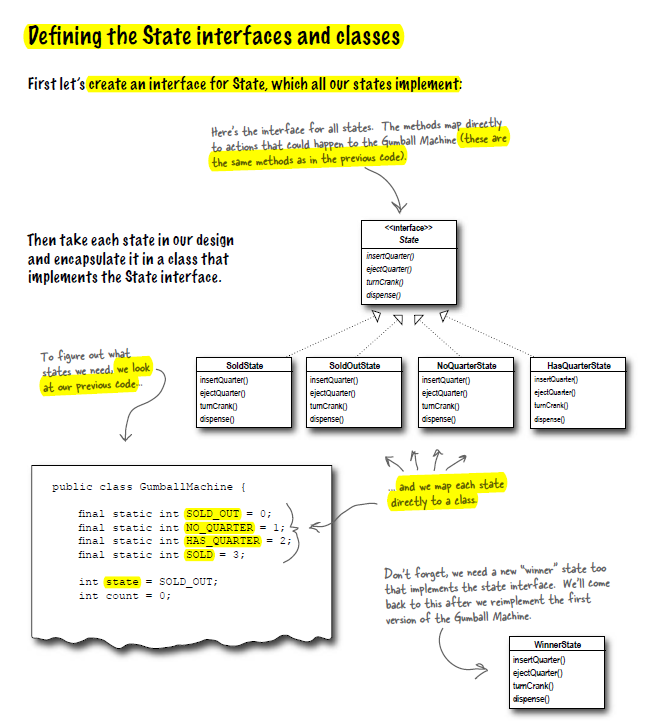 Defining the State interfaces and classes
First let's create an interface for State, which all our states implement:
Here's the interface for all states. The methods map directly
to actions that could happen to the Gumball Machine (these are
the same methods as in the previous code).
Then take each state in our design
and encapsulate it in a class that
implements the State interface.
<<interface>>
State
insertQuarter()
ejectQuarter()
turnCrank()
dispense()
To figure out what
states we need, we look
at our previous code...
SoldState
insertQuarter()
ejectQuarter()
turnCrank()
dispense()
SoldOutState
insertQuarter()
ejectQuarter()
turnCrank()
dispense()
NoQuarterState
insertQuarter()
ejectQuarter()
turnCrank()
dispense()
HasQuarterState
insertQuarter()
ejectQuarter()
turnCrank()
dispense()
public class GumballMachine {
final static int SOLD_OUT = 0;
final static int NO_QUARTER = 1;
final static int HAS_QUARTER = 2;
final static int SOLD = 3;
int state = SOLD_OUT;
int count = 0;
... and we map each state
directly to a class.
Don't forget, we need a new "winner" state too
that implements the state interface. We'll come
back to this after we reimplement the first
version of the Gumball Machine.
WinnerState
insertQuarter()
ejectQuarter()
turnCrank()
dispense()